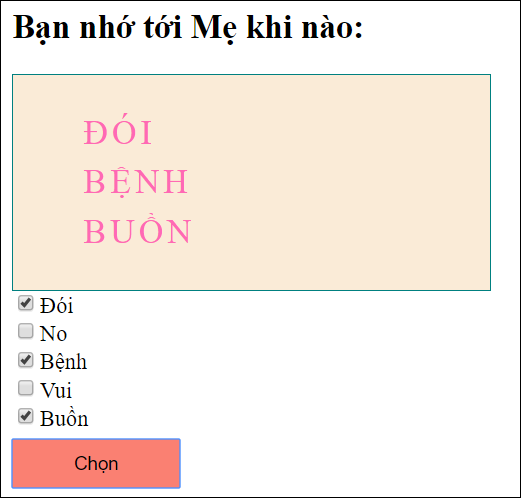 Bạn nhớ tới Mẹ khi nào:
ĐÓI
BỆNH
BUỒN
Đói
No
Bệnh
Vui
Buồn
Chọn